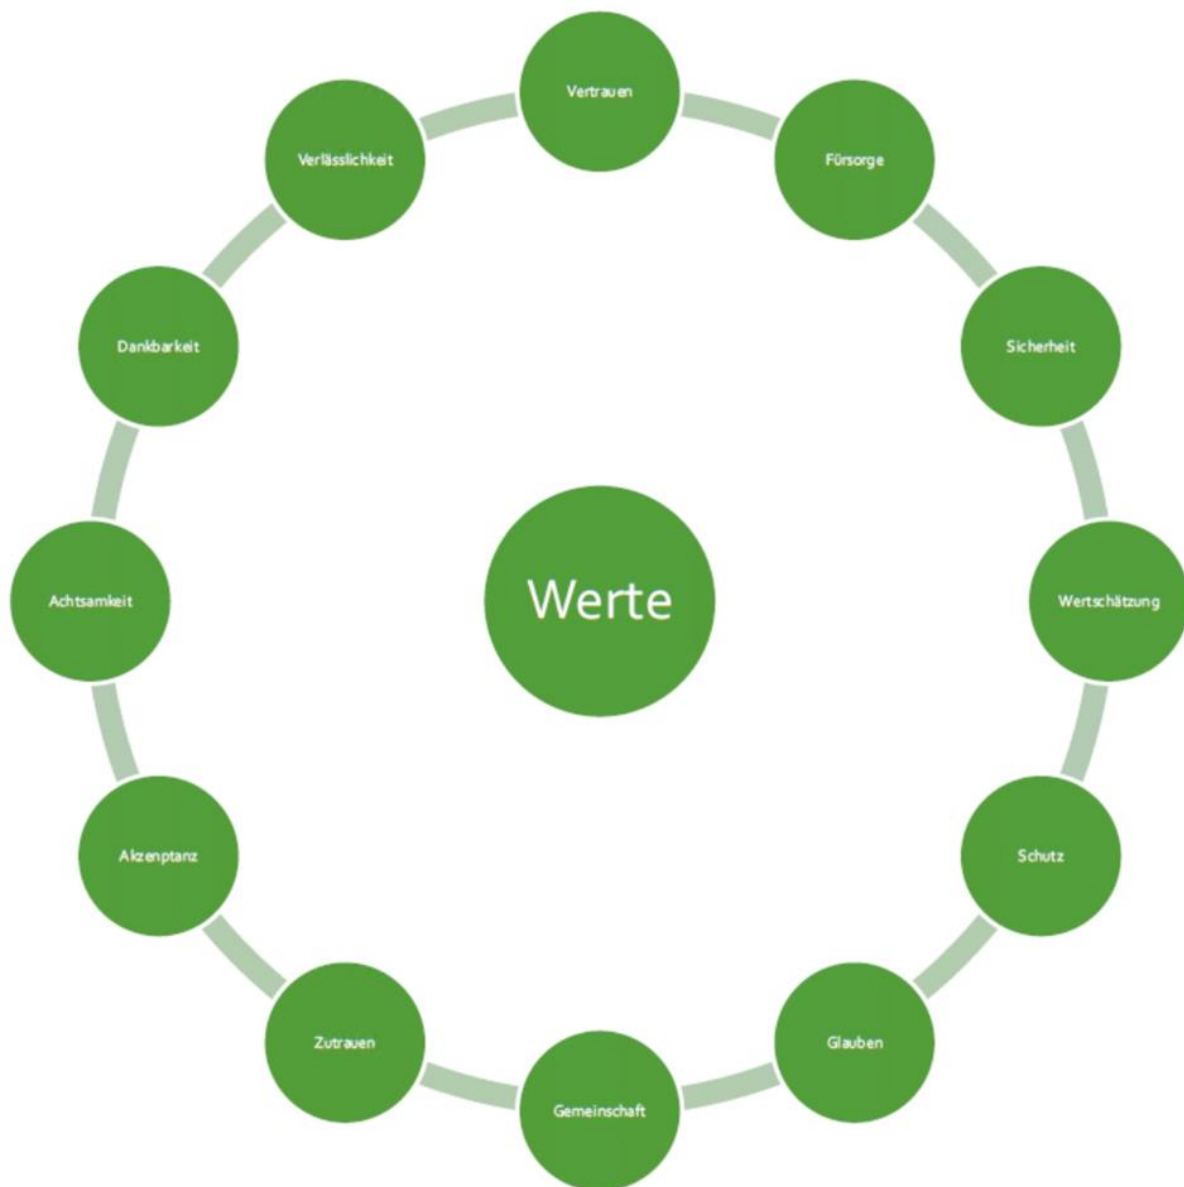 Vertrauen
Fürsorge
Sicherheit
Wertschätzung
Schutz
Glauben
Gemeinschaft
Zutrauen
Akzenptanz
Achtsamkeit
Dankbarkeit
Verlässlichkeit
Werte